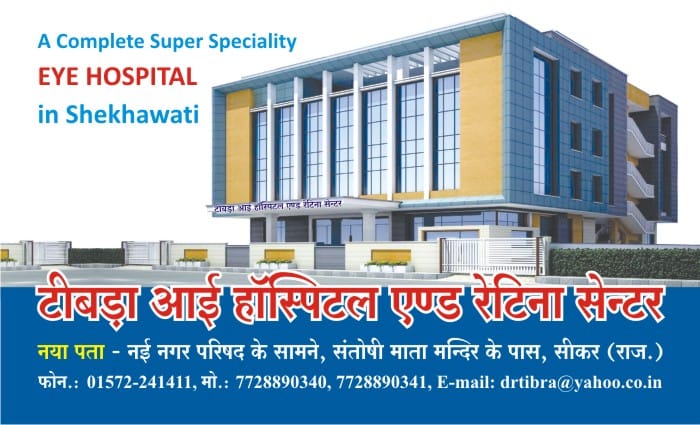 A Complete Super Speciality
EYE HOSPITAL
in Shekhawati
टीबड़ा आई हॉस्पिटल एण्ड रेटिना सेन्टर
टीबड़ा आई हॉस्पिटल एण्ड रेटिना सेन्टर
नया पता - नई नगर परिषद के सामने, संतोषी माता मन्दिर के पास, सीकर (राज.)
फोन.: 01572-241411, मो.: 7728890340, 7728890341, E-mail: drtibra@yahoo.co.in